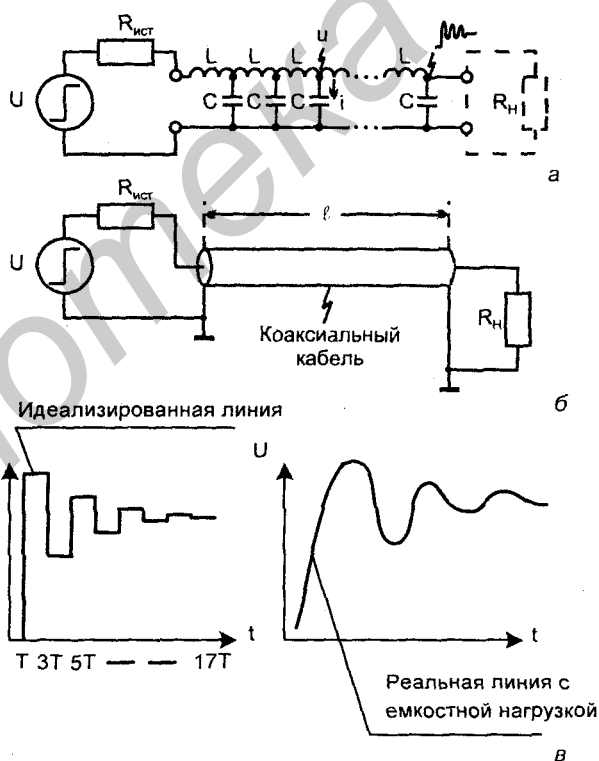 Rист
L L L u L
U C C C i C Rн
а
Rист
ℓ
U
Коаксиальный
кабель
Rн
б
Идеализированная линия
U
t t
T 3T 5T — — 17T
Реальная линия с
емкостной нагрузкой
в